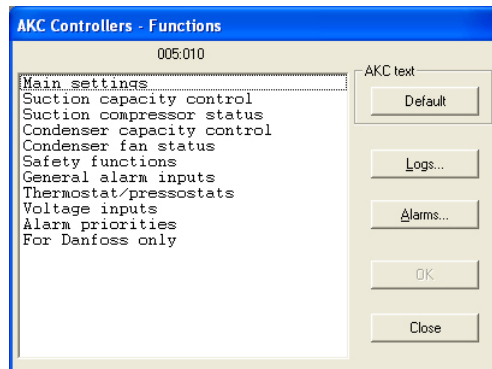 AKC Controllers - Functions
005:010
Main settings
Suction capacity control
Suction compressor status
Condenser capacity control
Condenser fan status
Safety functions
General alarm inputs
Thermostat/pressostats
Voltage inputs
Alarm priorities
For Danfoss only
AKC text
Default
Logs...
Alarms...
OK
Close